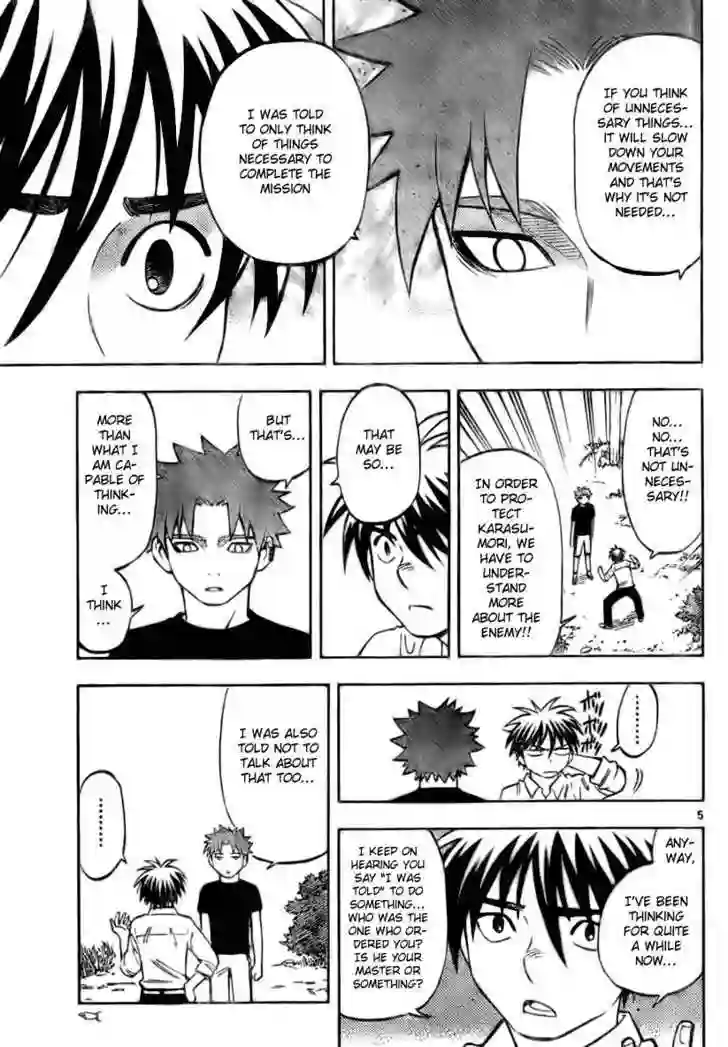 IF YOU THINK
OF UNNECES-
SARY THINGS...
IT WILL SLOW
DOWN YOUR
MOVEMENTS
AND THAT'S
WHY IT'S NOT
NEEDED...
I WAS TOLD
TO ONLY THINK
OF THINGS
NECESSARY TO
COMPLETE THE
MISSION
NO...
NO...
THAT'S
NOT UN-
NECES-
SARY!!
IN ORDER
TO PRO-
TECT
KARASU-
MORI, WE
HAVE TO
UNDER-
STAND
MORE
ABOUT THE
ENEMY!!
THAT
MAY BE
SO...
BUT
THAT'S...
MORE
THAN WHAT
I AM CA-
PABLE OF
THINK-
ING...
I
THINK
...
.........
I WAS ALSO
TOLD NOT TO
TALK ABOUT
THAT TOO...
.........
5
ANY-
WAY,
I'VE BEEN
THINKING
FOR QUITE
A WHILE
NOW...
I KEEP ON
HEARING YOU
SAY "I WAS
TOLD" TO DO
SOMETHING...
WHO WAS THE
ONE WHO OR-
DERED YOU?
IS HE YOUR
MASTER OR
SOMETHING?